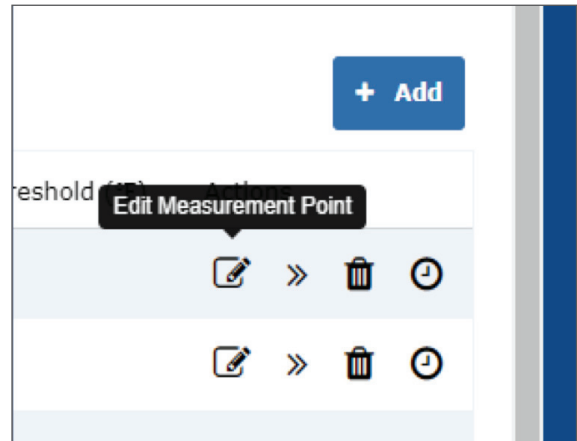 + Add
reshold (°F) Actions
Edit Measurement Point